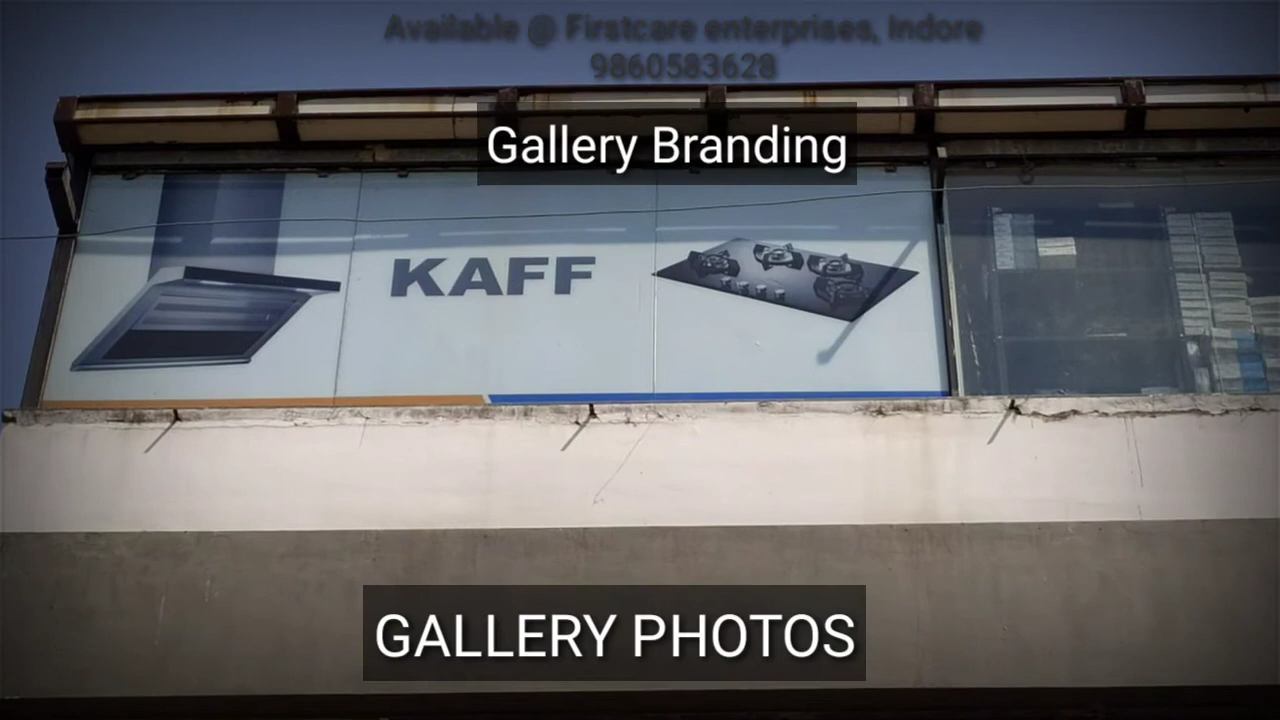 Available @ Firstcare enterprises, Indore
9860583628
Gallery Branding
KAFF
GALLERY PHOTOS